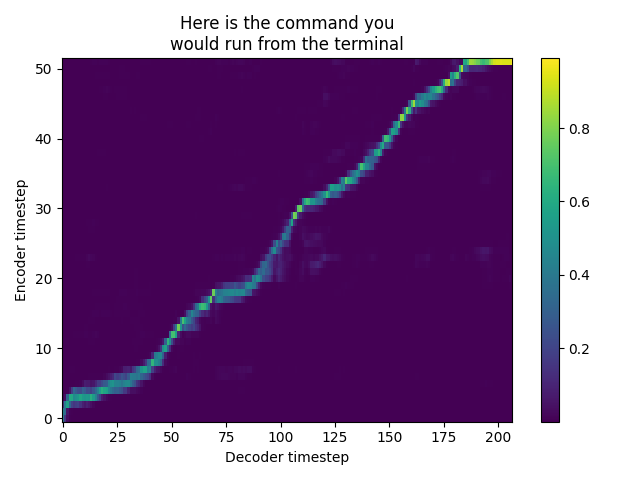 Here is the command you
would run from the terminal
50
40
30
20
10
0
Encoder timestep
0 25 50 75 100 125 150 175 200
Decoder timestep
0.8
0.6
0.4
0.2